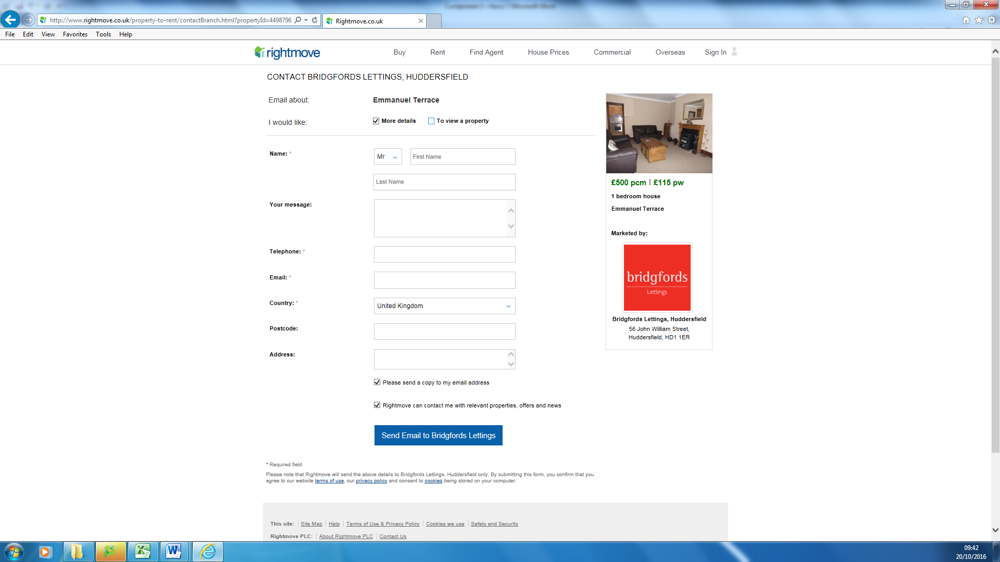 http://www.rightmove.co.uk/property-to-rent/contactBranch.html?propertyId=4498796
Rightmove.co.uk
File Edit View Favorites Tools Help
rightmove
Buy Rent Find Agent House Prices Commercial Overseas Sign In
CONTACT BRIDGFORDS LETTINGS, HUDDERSFIELD
Email about: Emmanuel Terrace
I would like: More details To view a property
Name: * Mr First Name
Last Name
Your message:
Telephone: *
Email: *
Country: * United Kingdom
Postcode:
Address:
Please send a copy to my email address
Rightmove can contact me with relevant properties, offers and news
Send Email to Bridgfords Lettings
* Required field
Please note that Rightmove will send the above details to Bridgfords Lettings, Huddersfield only. By submitting this form, you confirm that you
agree to our website terms of use, our privacy policy and consent to cookies being stored on your computer.
£500 pcm | £115 pw
1 bedroom house
Emmanuel Terrace
Marketed by:
bridgfords
Lettings
Bridgfords Lettings, Huddersfield
56 John William Street,
Huddersfield, HD1 1ER
This site: Site Map Help Terms of Use & Privacy Policy Cookies we use Safety and Security
Rightmove PLC: About Rightmove PLC Contact Us
09:42
20/10/2016